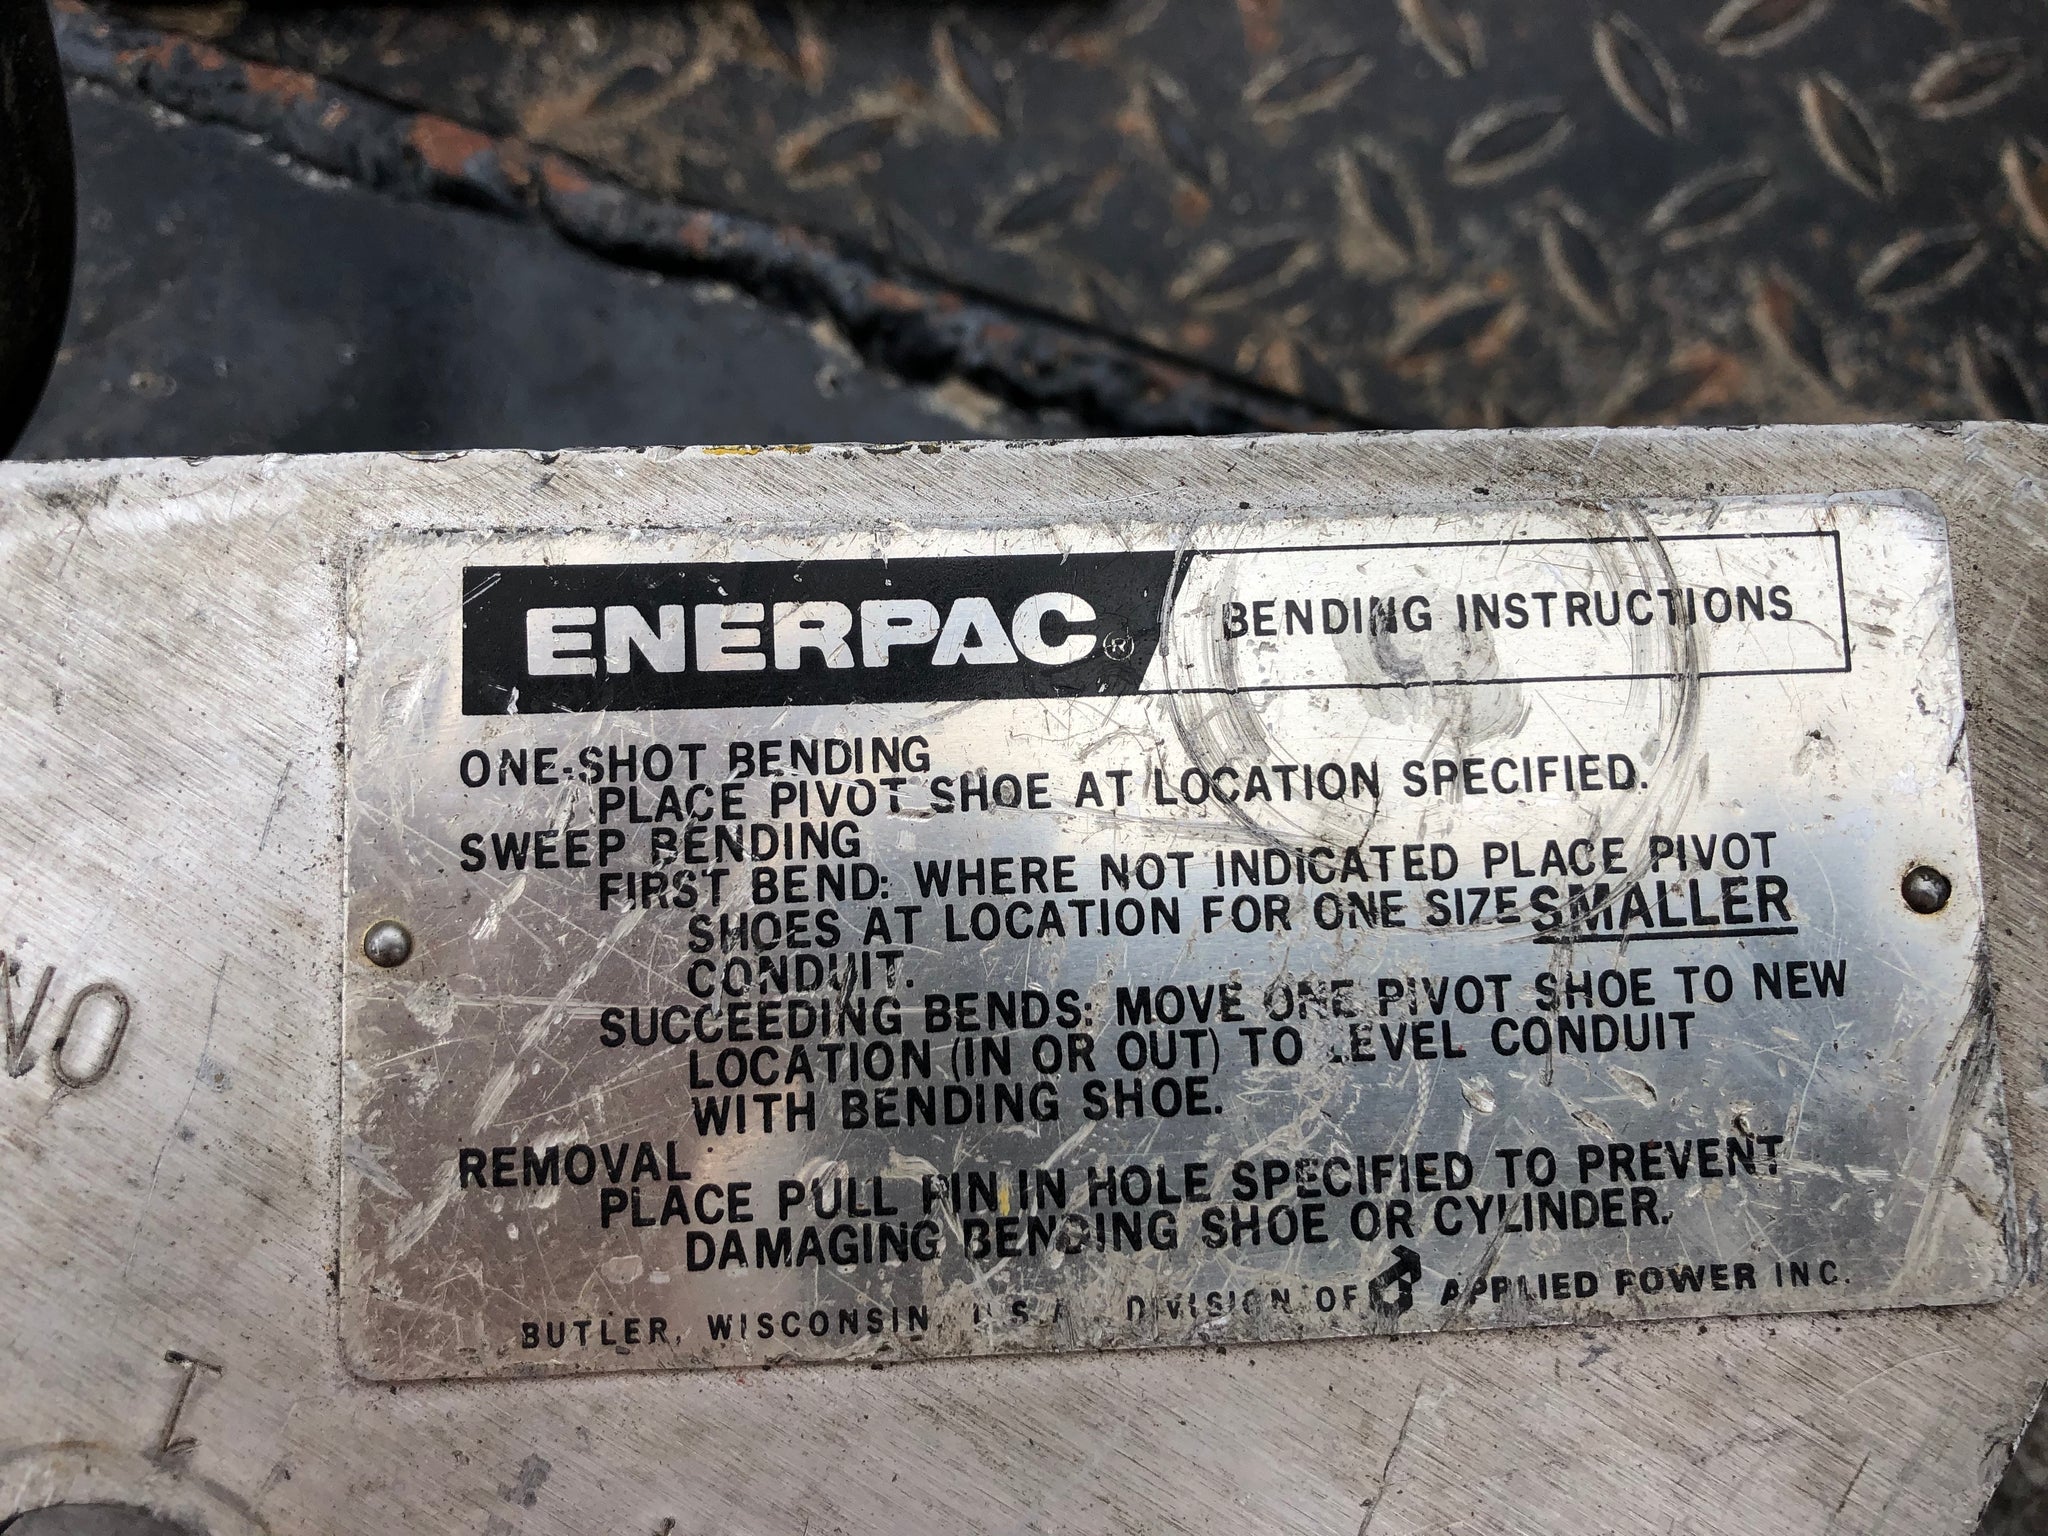 ENERPAC® BENDING INSTRUCTIONS
ONE-SHOT BENDING
PLACE PIVOT SHOE AT LOCATION SPECIFIED.
SWEEP BENDING
FIRST BEND: WHERE NOT INDICATED PLACE PIVOT
SHOES AT LOCATION FOR ONE SIZE SMALLER
CONDUIT.
SUCCEEDING BENDS: MOVE ONE PIVOT SHOE TO NEW
LOCATION (IN OR OUT) TO LEVEL CONDUIT
WITH BENDING SHOE.
REMOVAL
PLACE PULL PIN IN HOLE SPECIFIED TO PREVENT
DAMAGING BENDING SHOE OR CYLINDER.
BUTLER, WISCONSIN U.S.A. DIVISION OF APPLIED POWER INC.
NO
1